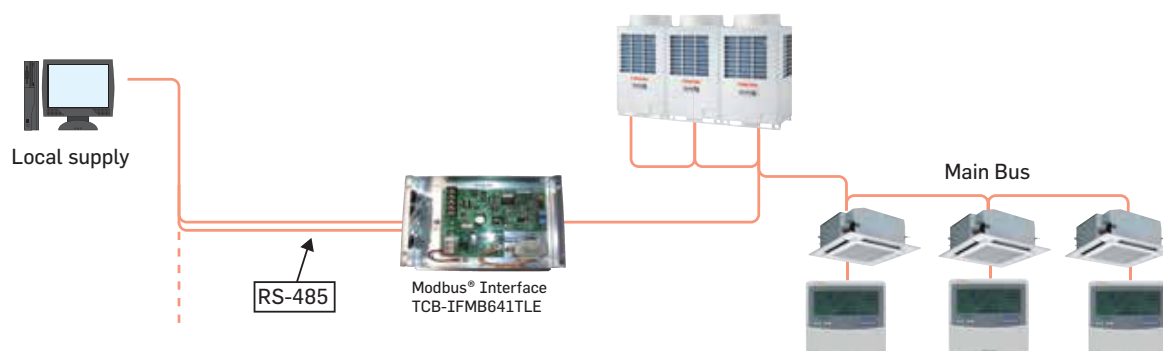 Local supply
RS-485
Modbus® Interface
TCB-IFMB641TLE
Main Bus